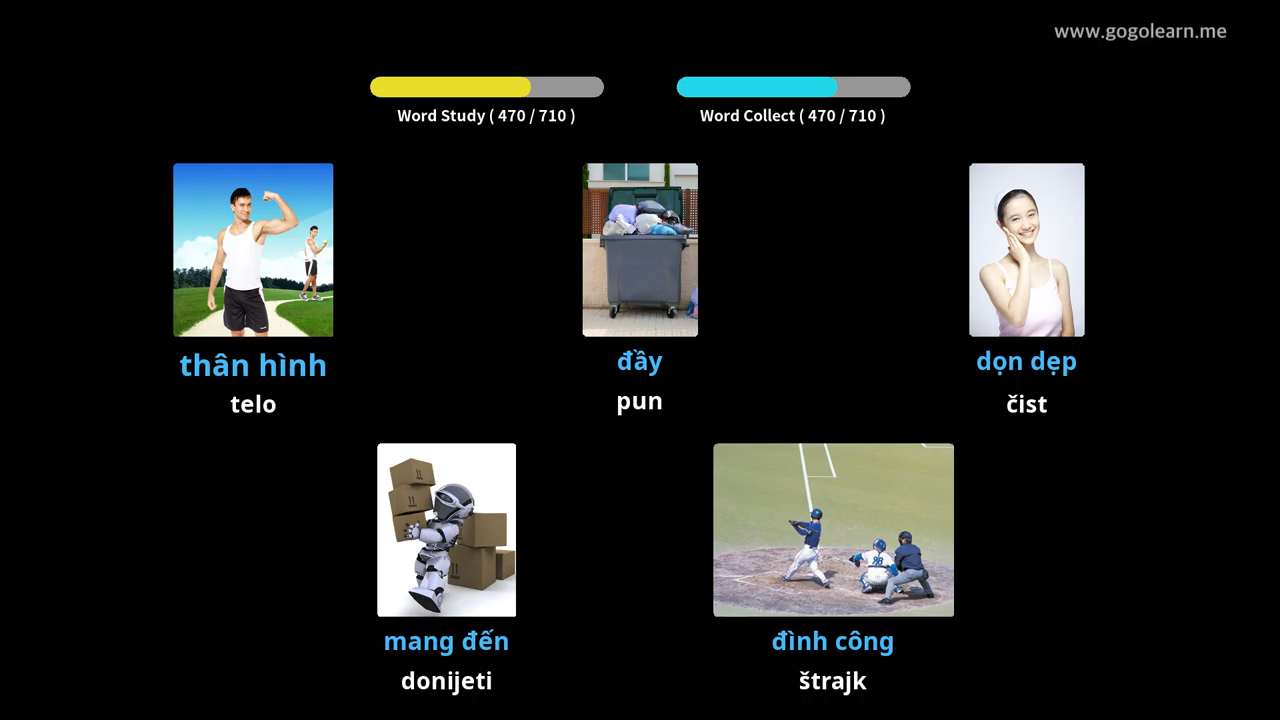 www.gogolearn.me
Word Study ( 470 / 710 )
Word Collect ( 470 / 710 )
thân hình
telo
đầy
pun
dọn dẹp
čist
mang đến
donijeti
đình công
štrajk